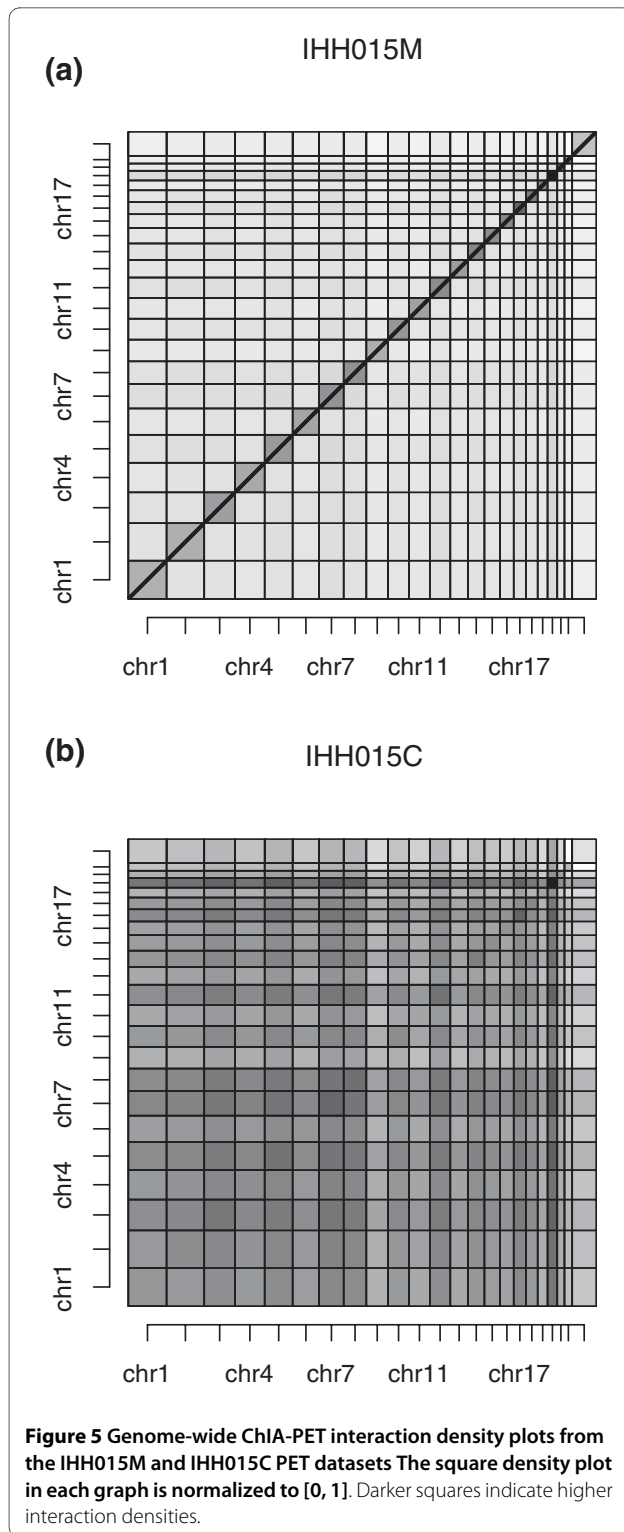 (a)
IHH015M
chr17
chr11
chr7
chr4
chr1
chr1 chr4 chr7 chr11 chr17
(b)
IHH015C
chr17
chr11
chr7
chr4
chr1
chr1 chr4 chr7 chr11 chr17
Figure 5 Genome-wide ChIA-PET interaction density plots from
the IHH015M and IHH015C PET datasets The square density plot
in each graph is normalized to [0, 1]. Darker squares indicate higher
interaction densities.